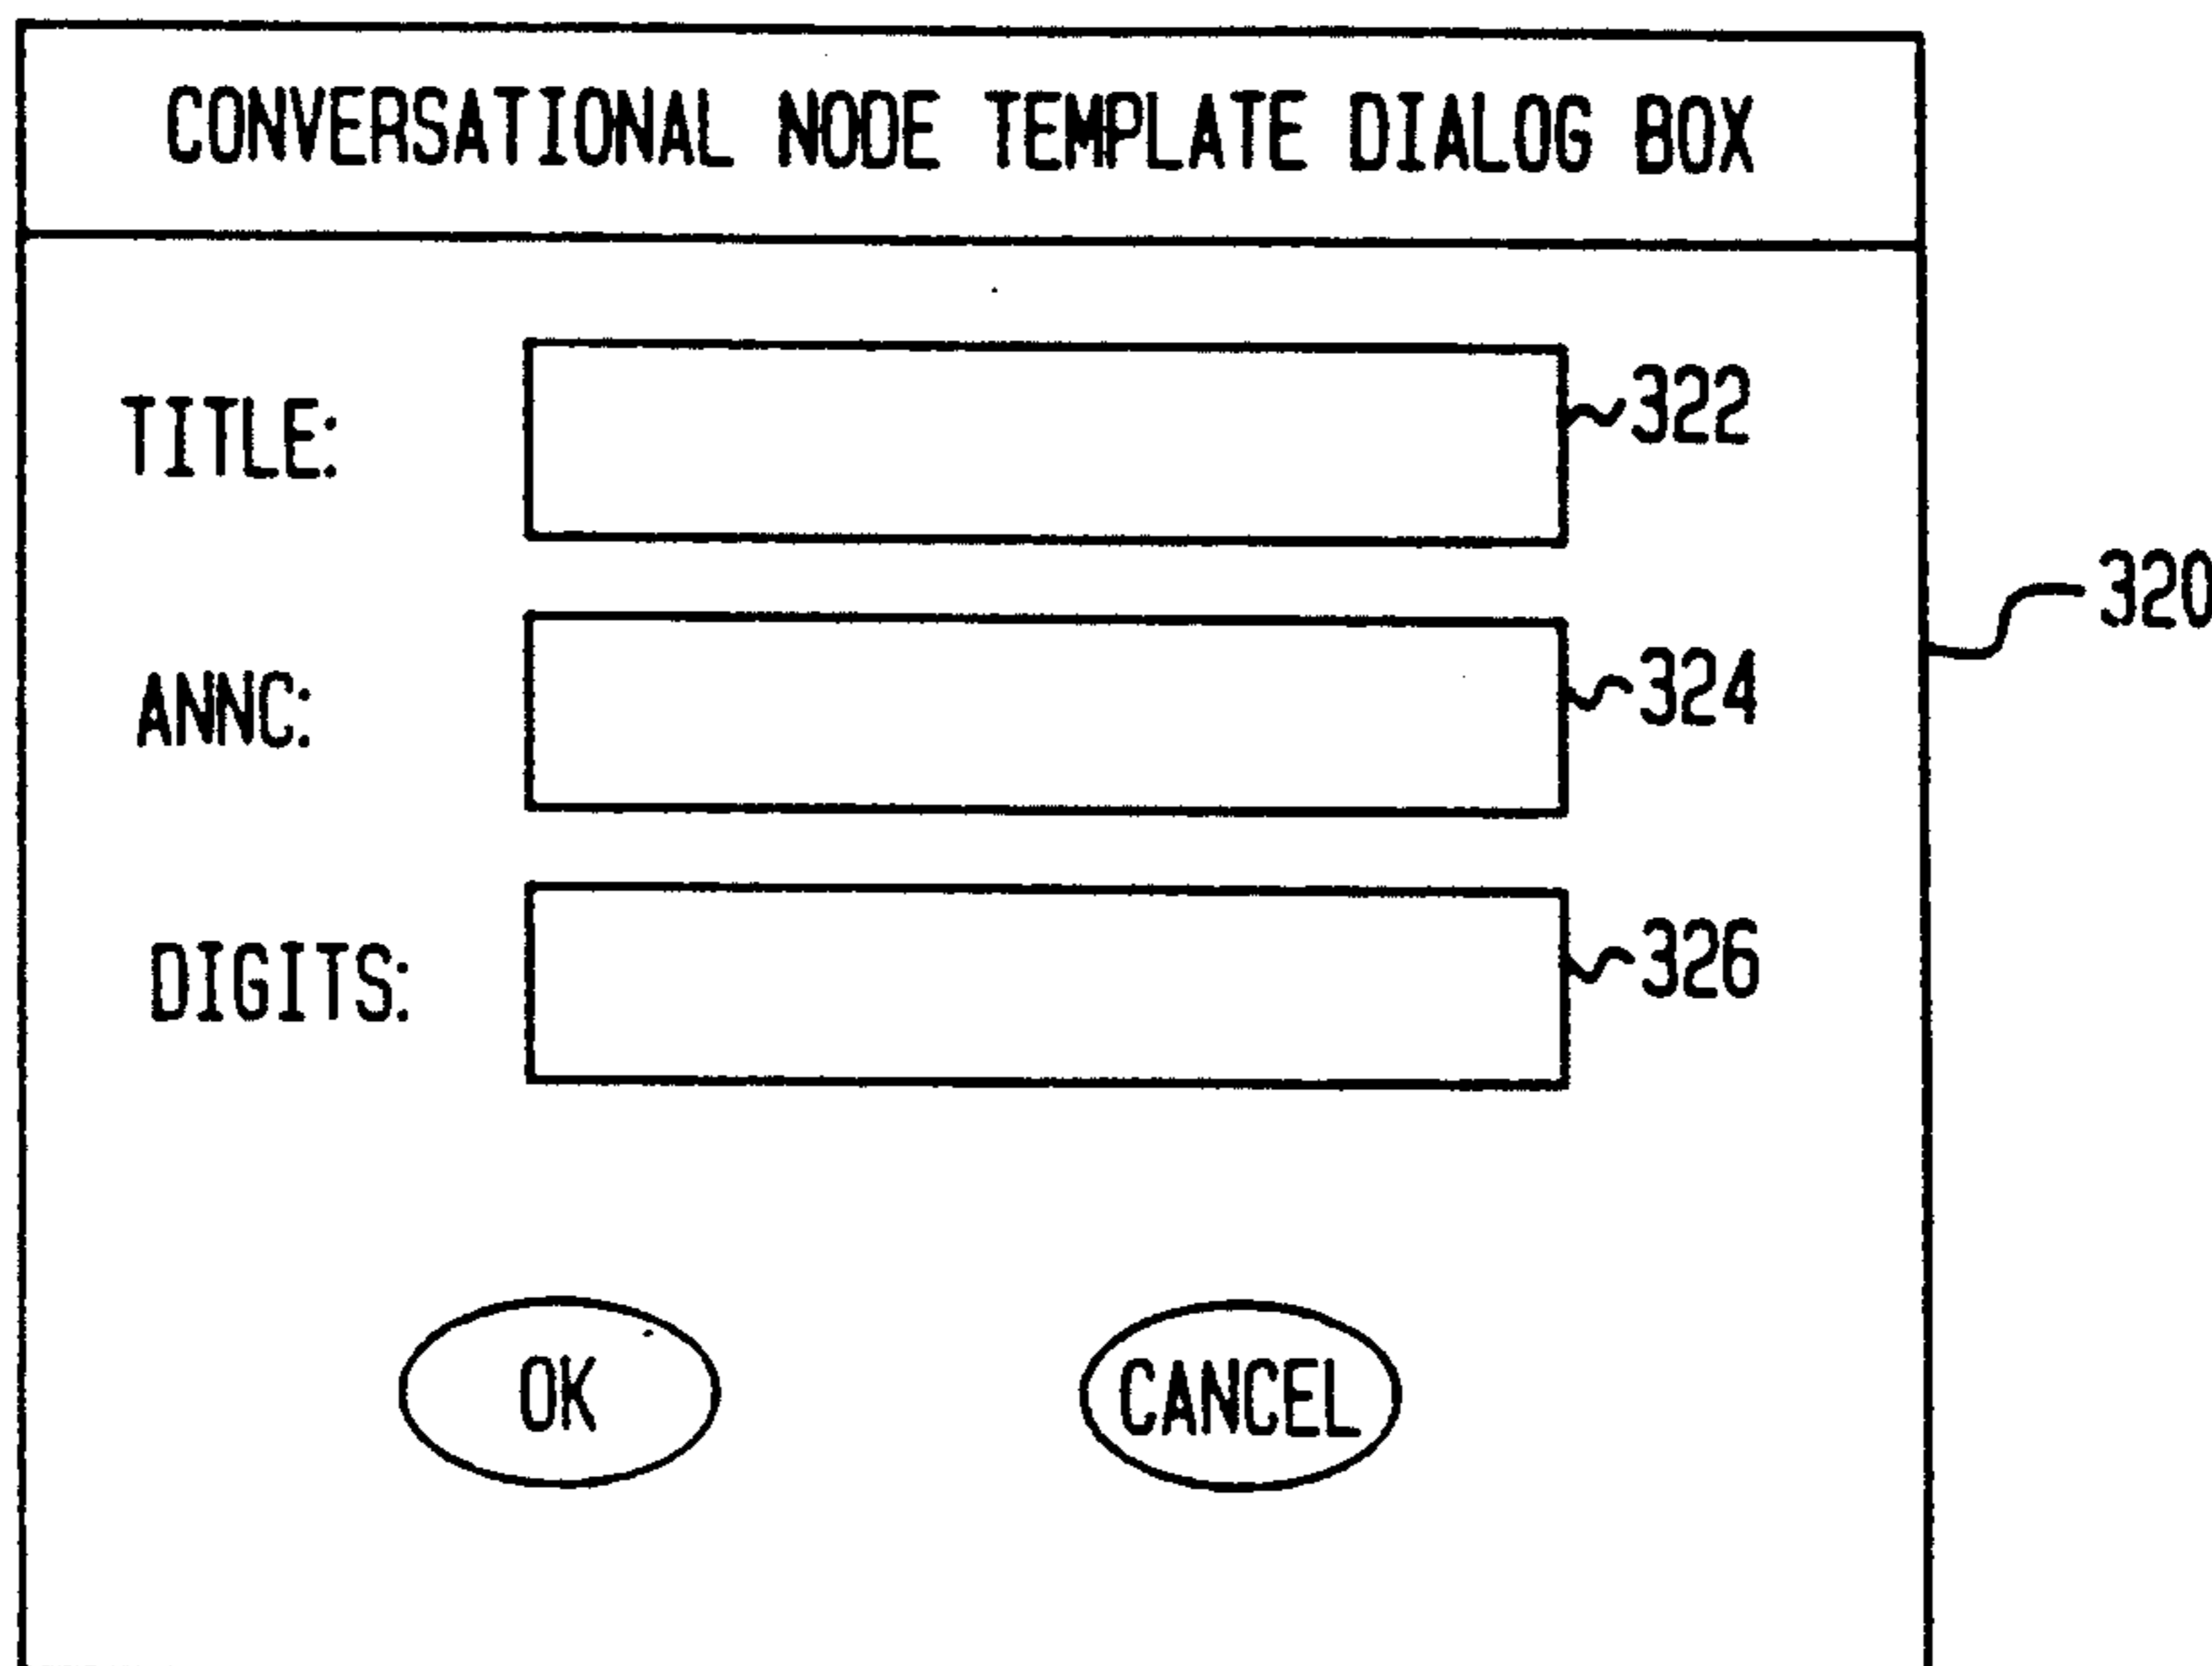 CONVERSATIONAL NODE TEMPLATE DIALOG BOX
TITLE: 322
320
ANNC: 324
DIGITS: 326
OK CANCEL